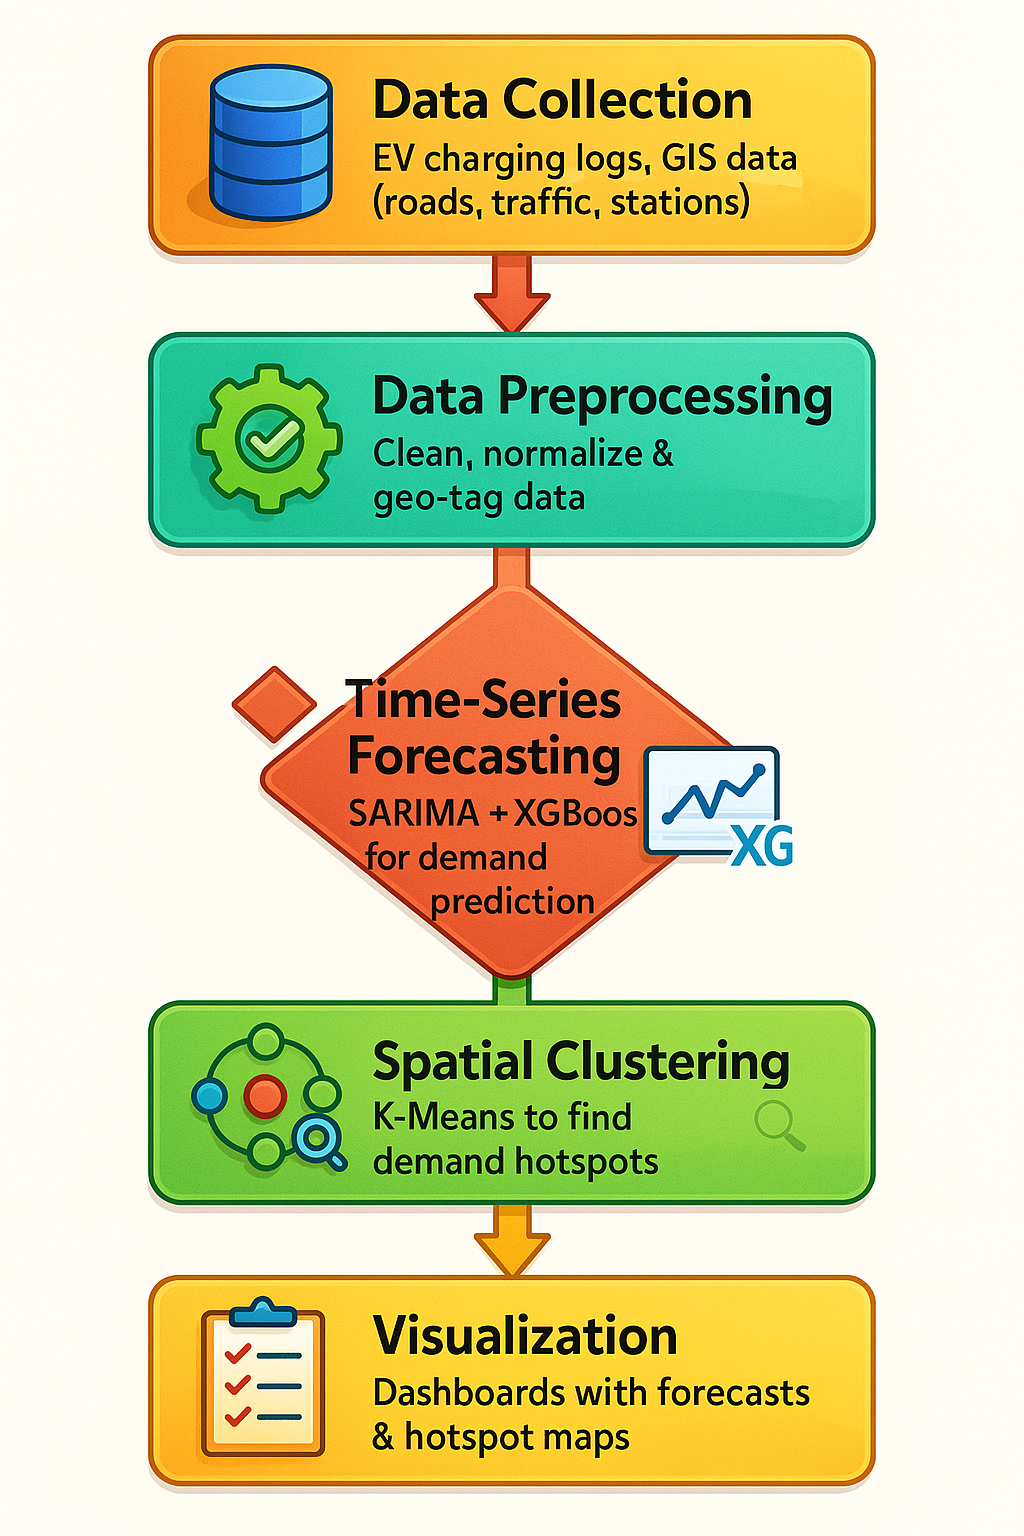 Data Collection
EV charging logs, GIS data
(roads, traffic, stations)
Data Preprocessing
Clean, normalize &
geo-tag data
Time-Series
Forecasting
SARIMA + XGBoos
for demand
prediction
XG
Spatial Clustering
K-Means to find
demand hotspots
Visualization
Dashboards with forecasts
& hotspot maps